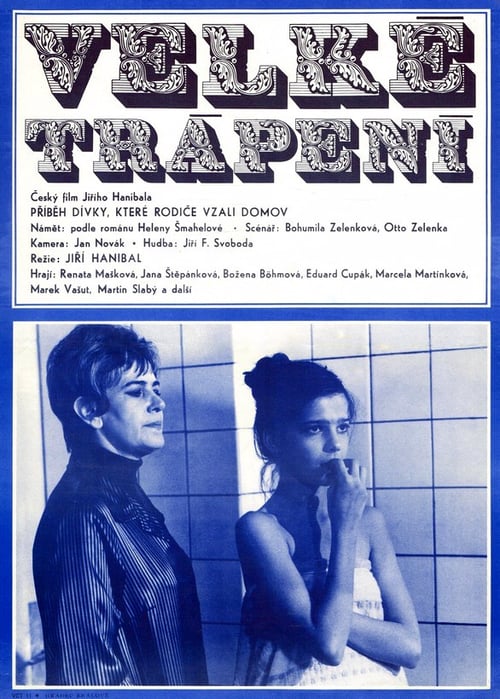 VELKÉ
TRÁPENÍ
Český film Jiřího Hanibala
PŘÍBĚH DÍVKY, KTERÉ RODIČE VZALI DOMOV
Námět: podle románu Heleny Šmahelové • Scénář: Bohumila Zelenková, Otto Zelenka
Kamera: Jan Novák • Hudba: Jiří F. Svoboda
Režie: JIŘÍ HANIBAL
Hrají: Renata Mašková, Jana Štěpánková, Božena Böhmová, Eduard Cupák, Marcela Martínková,
Marek Vašut, Martin Slabý a další